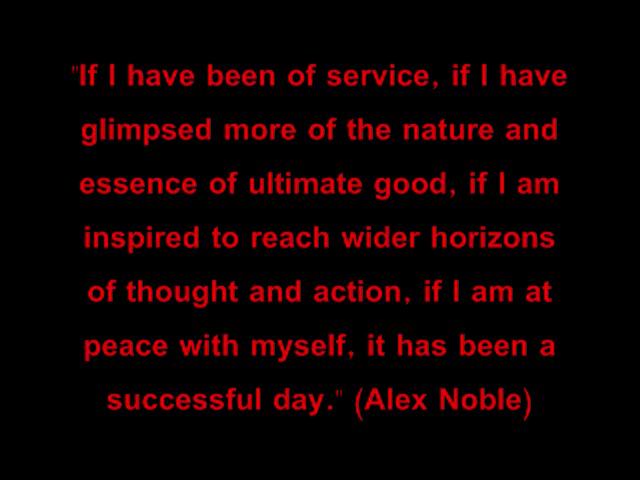 "If I have been of service, if I have
glimpsed more of the nature and
essence of ultimate good, if I am
inspired to reach wider horizons
of thought and action, if I am at
peace with myself, it has been a
successful day." (Alex Noble)